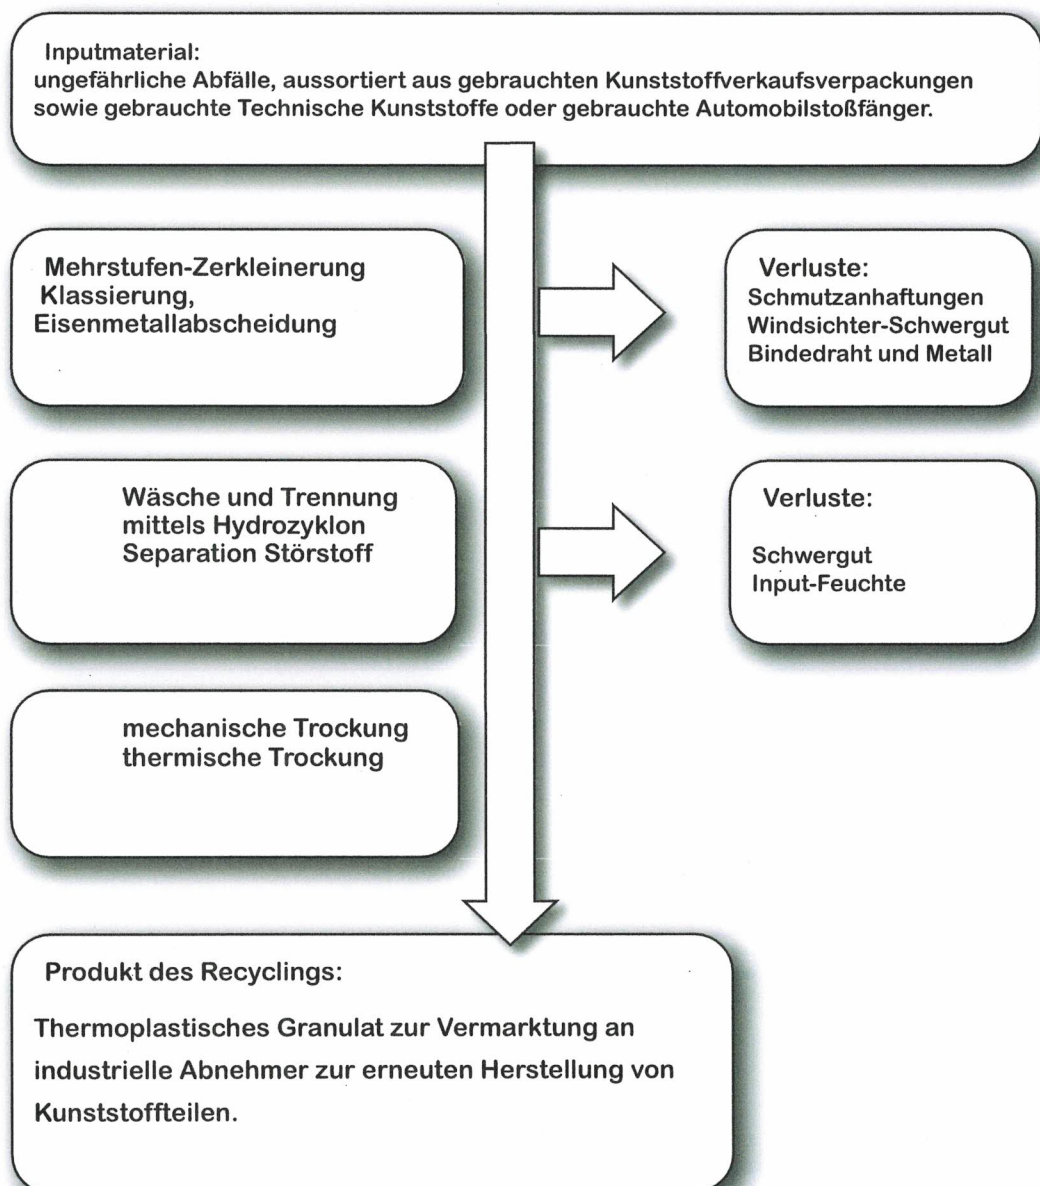 Inputmaterial:
ungefährliche Abfälle, aussortiert aus gebrauchten Kunststoffverkaufsverpackungen
sowie gebrauchte Technische Kunststoffe oder gebrauchte Automobilstoßfänger.
Mehrstufen-Zerkleinerung
Klassierung,
Eisenmetallabscheidung
Verluste:
Schmutzanhaftungen
Windsichter-Schwergut
Bindedraht und Metall
Wäsche und Trennung
mittels Hydrozyklon
Separation Störstoff
Verluste:
Schwergut
Input-Feuchte
mechanische Trockung
thermische Trockung
Produkt des Recyclings:
Thermoplastisches Granulat zur Vermarktung an
industrielle Abnehmer zur erneuten Herstellung von
Kunststoffteilen.